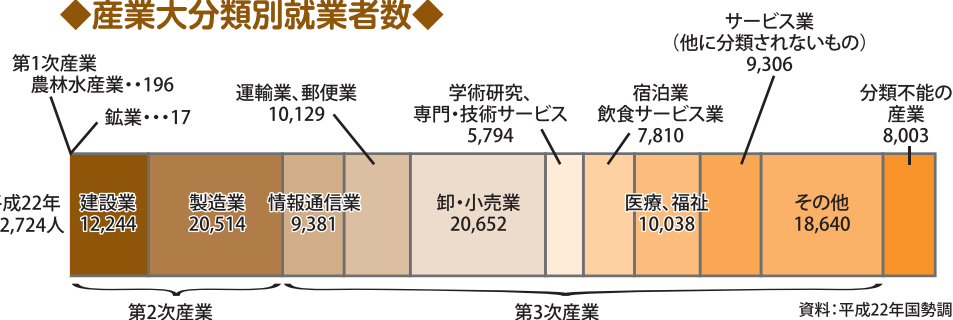 ◆産業大分類別就業者数◆
第1次産業
農林水産業・・196
鉱業・・・17
運輸業、郵便業
10,129
学術研究、
専門・技術サービス
5,794
宿泊業
飲食サービス業
7,810
サービス業
（他に分類されないもの）
9,306
分類不能の
産業
8,003
成22年
2,724人
建設業
12,244
製造業
20,514
情報通信業
9,381
卸・小売業
20,652
医療、福祉
10,038
その他
18,640
第2次産業
第3次産業
資料：平成22年国勢調